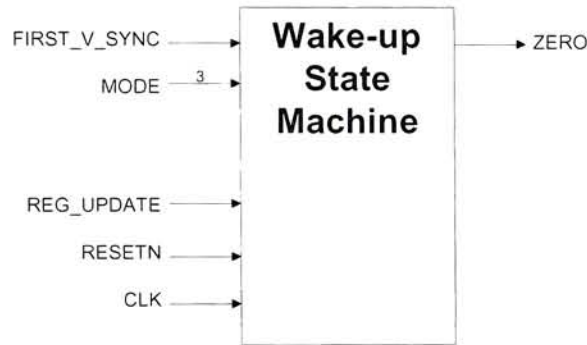 FIRST_V_SYNC
MODE
3
Wake-up
State
Machine
ZERO
REG_UPDATE
RESETN
CLK